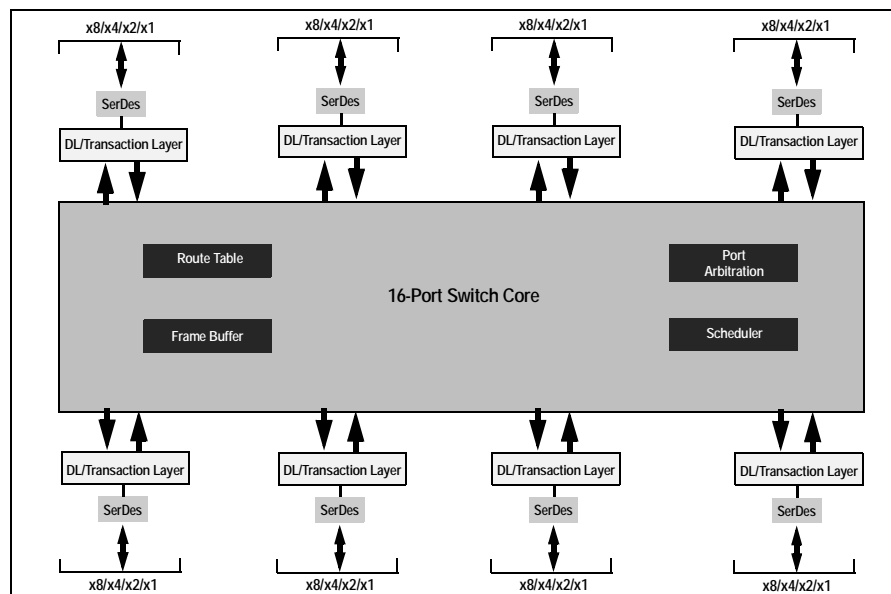 x8/x4/x2/x1
x8/x4/x2/x1
x8/x4/x2/x1
x8/x4/x2/x1
SerDes
SerDes
SerDes
SerDes
DL/Transaction Layer
DL/Transaction Layer
DL/Transaction Layer
DL/Transaction Layer
Route Table
Port
Arbitration
16-Port Switch Core
Frame Buffer
Scheduler
DL/Transaction Layer
DL/Transaction Layer
DL/Transaction Layer
DL/Transaction Layer
SerDes
SerDes
SerDes
SerDes
x8/x4/x2/x1
x8/x4/x2/x1
x8/x4/x2/x1
x8/x4/x2/x1